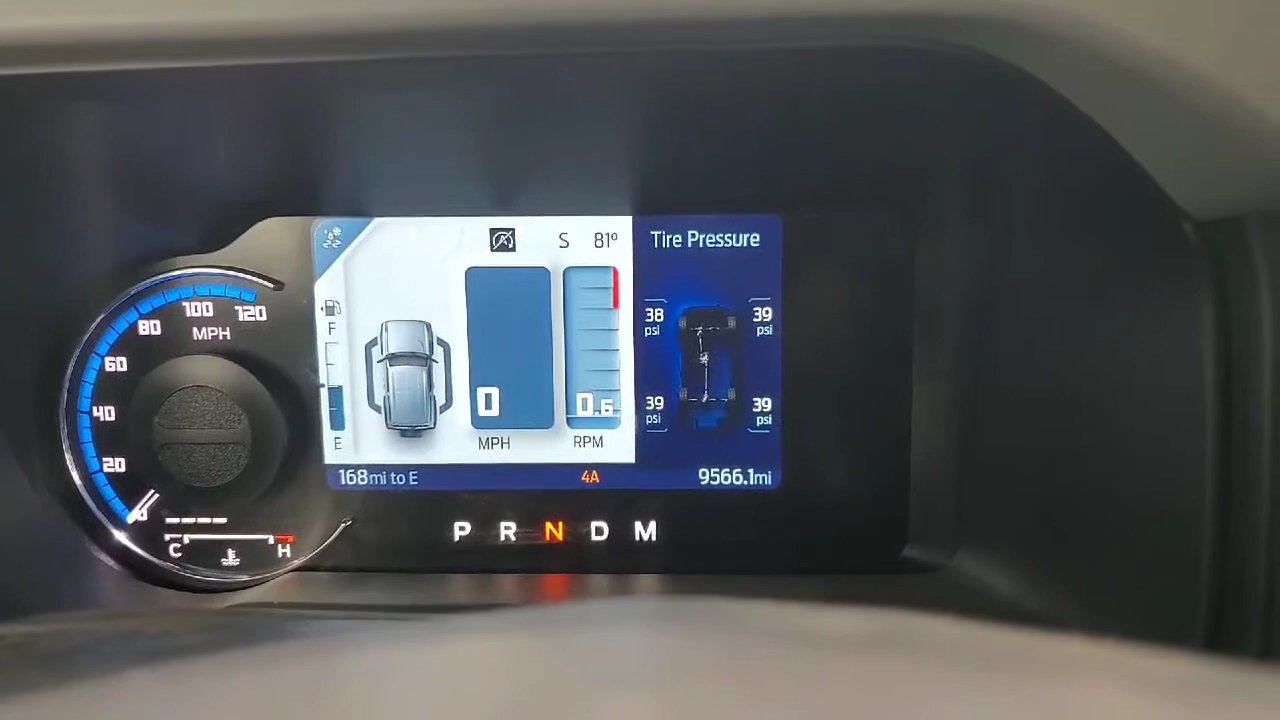 S 81º
Tire Pressure
100
120
80
MPH
60
40
20
C
H
F
E
0
MPH
0.6
RPM
38
psi
39
psi
39
psi
39
psi
168mi to E
4A
9566.1mi
P R N D M